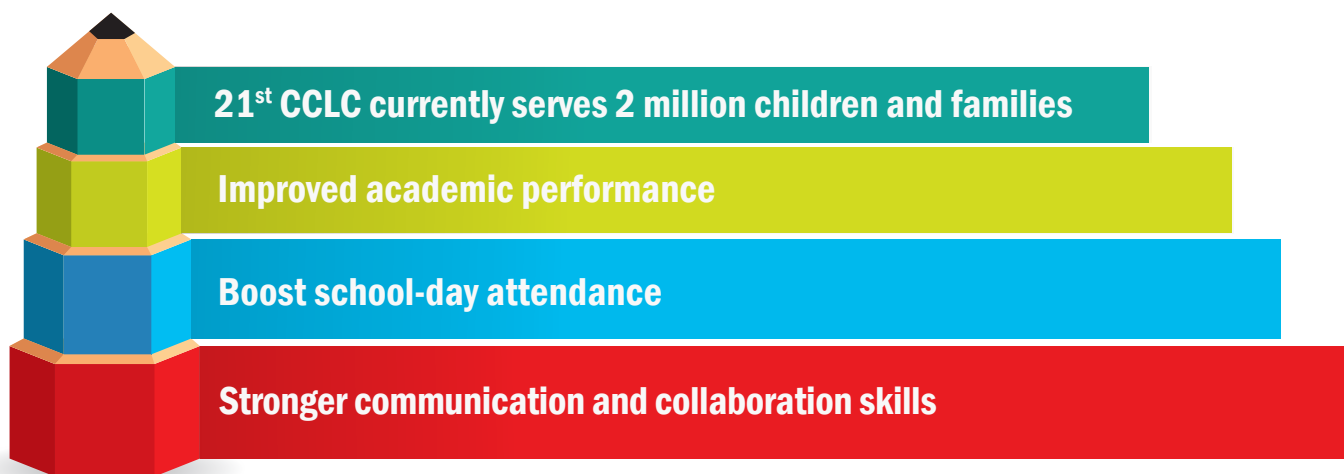 21st CCLC currently serves 2 million children and families
Improved academic performance
Boost school-day attendance
Stronger communication and collaboration skills